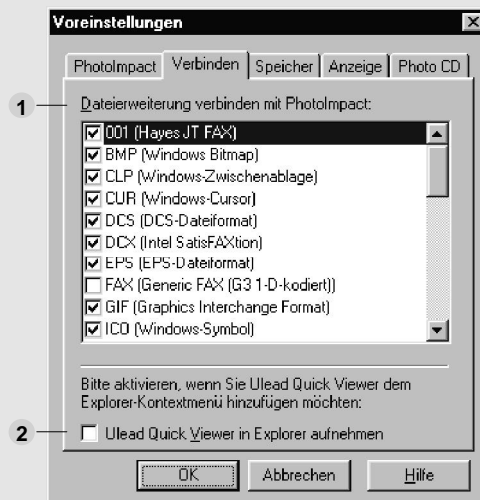 Voreinstellungen
PhotoImpact Verbinden Speicher Anzeige Photo CD
1 Dateierweiterung verbinden mit PhotoImpact:
001 (Hayes JT FAX)
BMP (Windows Bitmap)
CLP (Windows-Zwischenablage)
CUR (Windows-Cursor)
DCS (DCS-Dateiformat)
DCX (Intel SatisFAXtion)
EPS (EPS-Dateiformat)
FAX (Generic FAX (G3 1-D-kodiert))
GIF (Graphics Interchange Format)
ICO (Windows-Symbol)
Bitte aktivieren, wenn Sie Ulead Quick Viewer dem
Explorer-Kontextmenü hinzufügen möchten:
2 Ulead Quick Viewer in Explorer aufnehmen
OK Abbrechen Hilfe